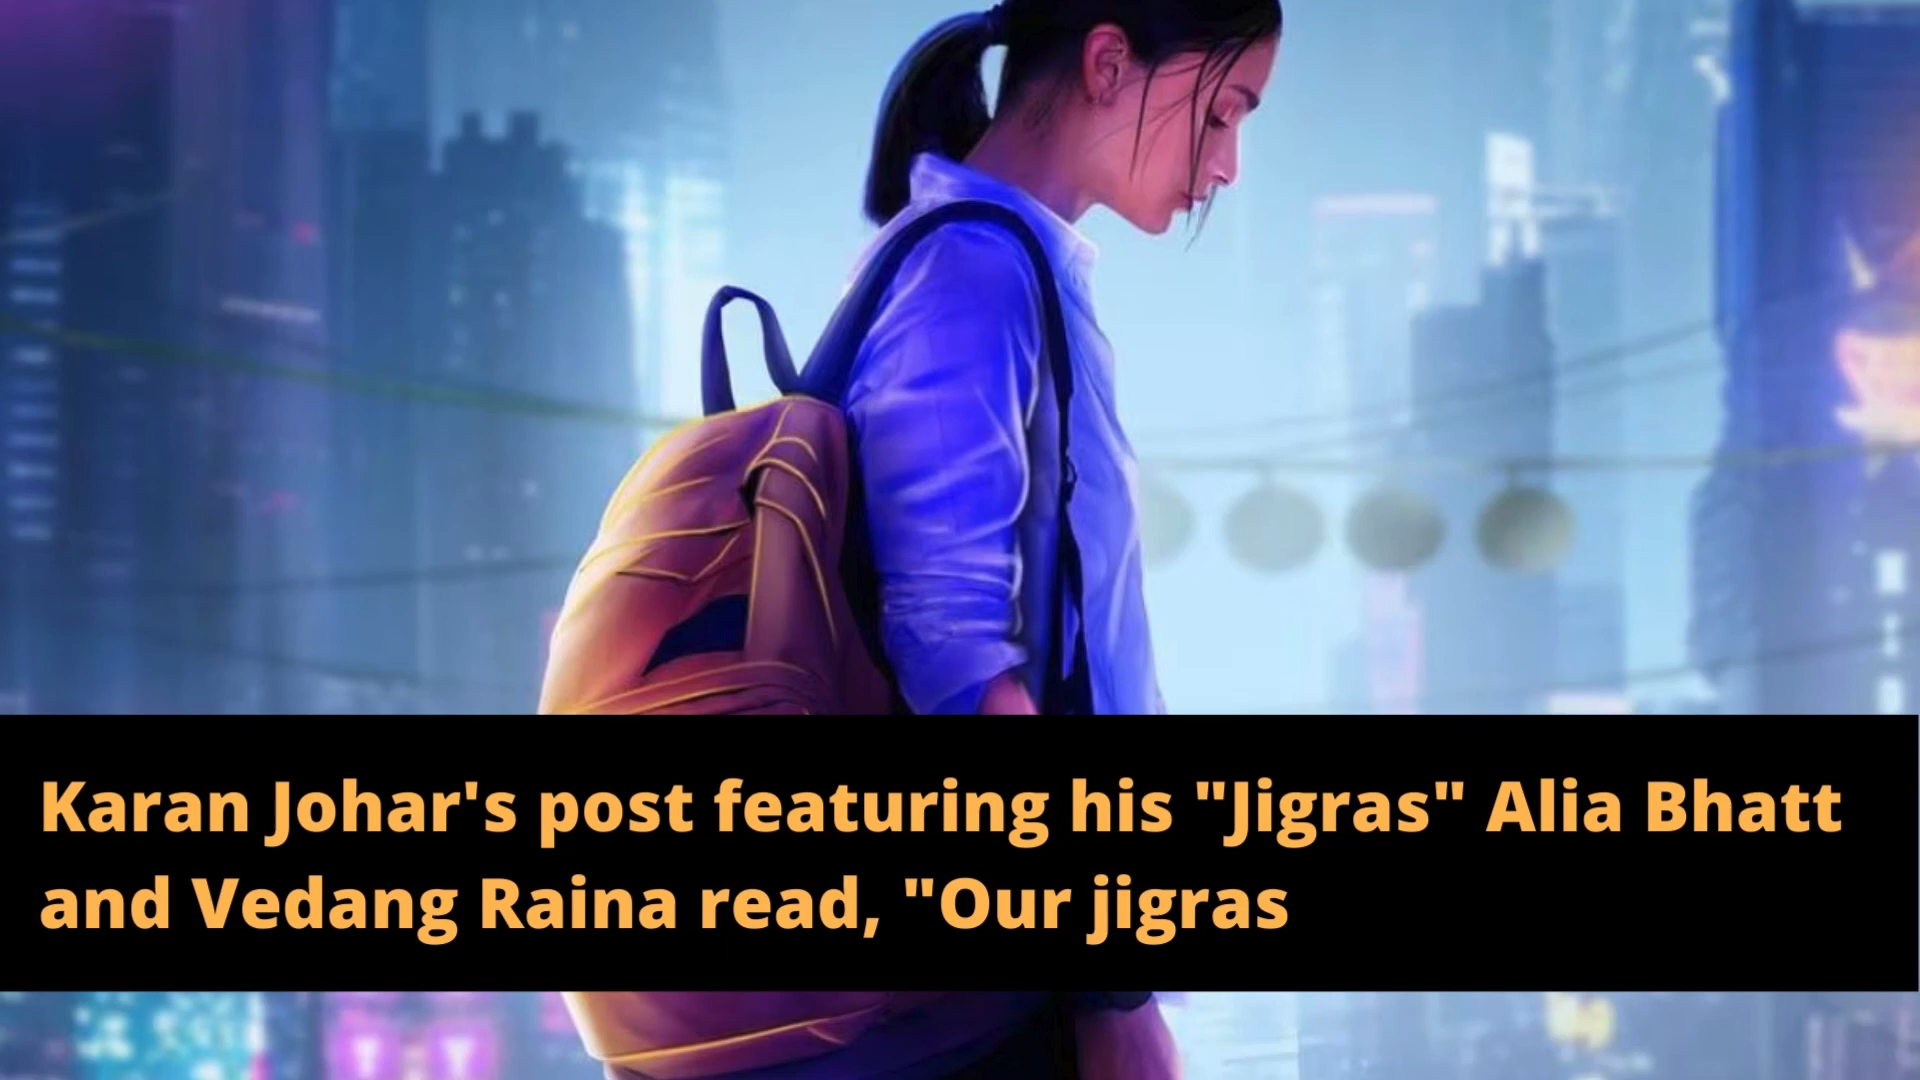 Karan Johar's post featuring his "Jigras" Alia Bhatt
and Vedang Raina read, "Our jigras